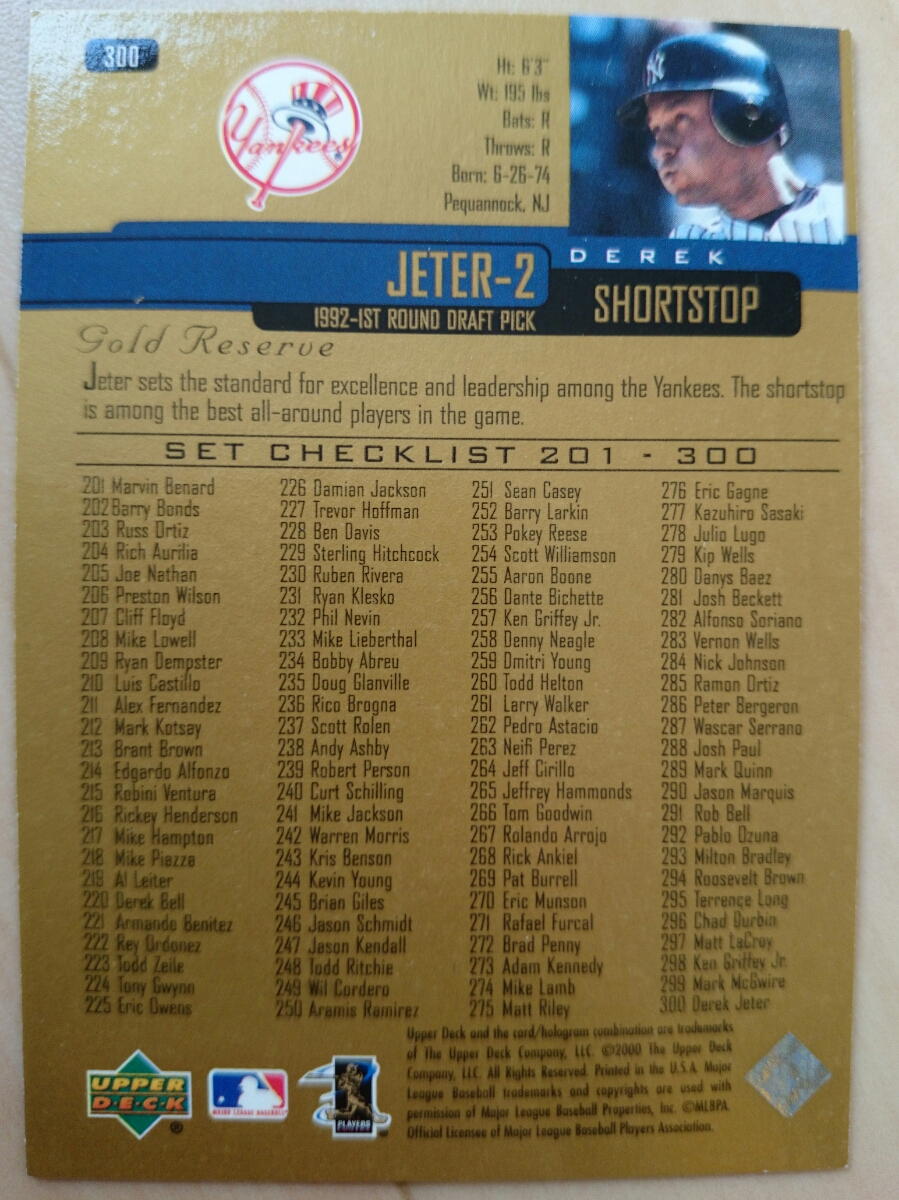 300
Yankees
Ht: 6'3"
Wt: 195 lbs
Bats: R
Throws: R
Born: 6-26-74
Pequannock, NJ
NY
DEREK
JETER-2
SHORTSTOP
1992-1ST ROUND DRAFT PICK
Gold Reserve
Jeter sets the standard for excellence and leadership among the Yankees. The shortstop
is among the best all-around players in the game.
SET CHECKLIST 201 - 300
201 Marvin Benard
202 Barry Bonds
203 Russ Ortiz
204 Rich Aurilia
205 Joe Nathan
206 Preston Wilson
207 Cliff Floyd
208 Mike Lowell
209 Ryan Dempster
210 Luis Castillo
211 Alex Fernandez
212 Mark Kotsay
213 Brant Brown
214 Edgardo Alfonzo
215 Robini Ventura
216 Rickey Henderson
217 Mike Hampton
218 Mike Piazza
219 Al Leiter
220 Derek Bell
221 Armando Benitez
222 Rey Ordonez
223 Todd Zeile
224 Tony Gwynn
225 Eric Owens
226 Damian Jackson
227 Trevor Hoffman
228 Ben Davis
229 Sterling Hitchcock
230 Ruben Rivera
231 Ryan Klesko
232 Phil Nevin
233 Mike Lieberthal
234 Bobby Abreu
235 Doug Glanville
236 Rico Brogna
237 Scott Rolen
238 Andy Ashby
239 Robert Person
240 Curt Schilling
241 Mike Jackson
242 Warren Morris
243 Kris Benson
244 Kevin Young
245 Brian Giles
246 Jason Schmidt
247 Jason Kendall
248 Todd Ritchie
249 Wil Cordero
250 Aramis Ramirez
251 Sean Casey
252 Barry Larkin
253 Pokey Reese
254 Scott Williamson
255 Aaron Boone
256 Dante Bichette
257 Ken Griffey Jr.
258 Denny Neagle
259 Dmitri Young
260 Todd Helton
261 Larry Walker
262 Pedro Astacio
263 Neifi Perez
264 Jeff Cirillo
265 Jeffrey Hammonds
266 Tom Goodwin
267 Rolando Arrojo
268 Rick Ankiel
269 Pat Burrell
270 Eric Munson
271 Rafael Furcal
272 Brad Penny
273 Adam Kennedy
274 Mike Lamb
275 Matt Riley
276 Eric Gagne
277 Kazuhiro Sasaki
278 Julio Lugo
279 Kip Wells
280 Danys Baez
281 Josh Beckett
282 Alfonso Soriano
283 Vernon Wells
284 Nick Johnson
285 Ramon Ortiz
286 Peter Bergeron
287 Wascar Serrano
288 Josh Paul
289 Mark Quinn
290 Jason Marquis
291 Rob Bell
292 Pablo Ozuna
293 Milton Bradley
294 Roosevelt Brown
295 Terrence Long
296 Chad Durbin
297 Matt LaCroy
298 Ken Griffey Jr.
299 Mark McGwire
300 Derek Jeter
Upper Deck and the card/hologram combination are trademarks
of The Upper Deck Company, LLC. ©2000 The Upper Deck
Company, LLC. All Rights Reserved. Printed in the U.S.A. Major
League Baseball trademarks and copyrights are used with
permission of Major League Baseball Properties, Inc. ©MLBPA.
Official Licensee of Major League Baseball Players Association.
UPPER
DECK
®
MAJOR LEAGUE BASEBALL
PLAYERS